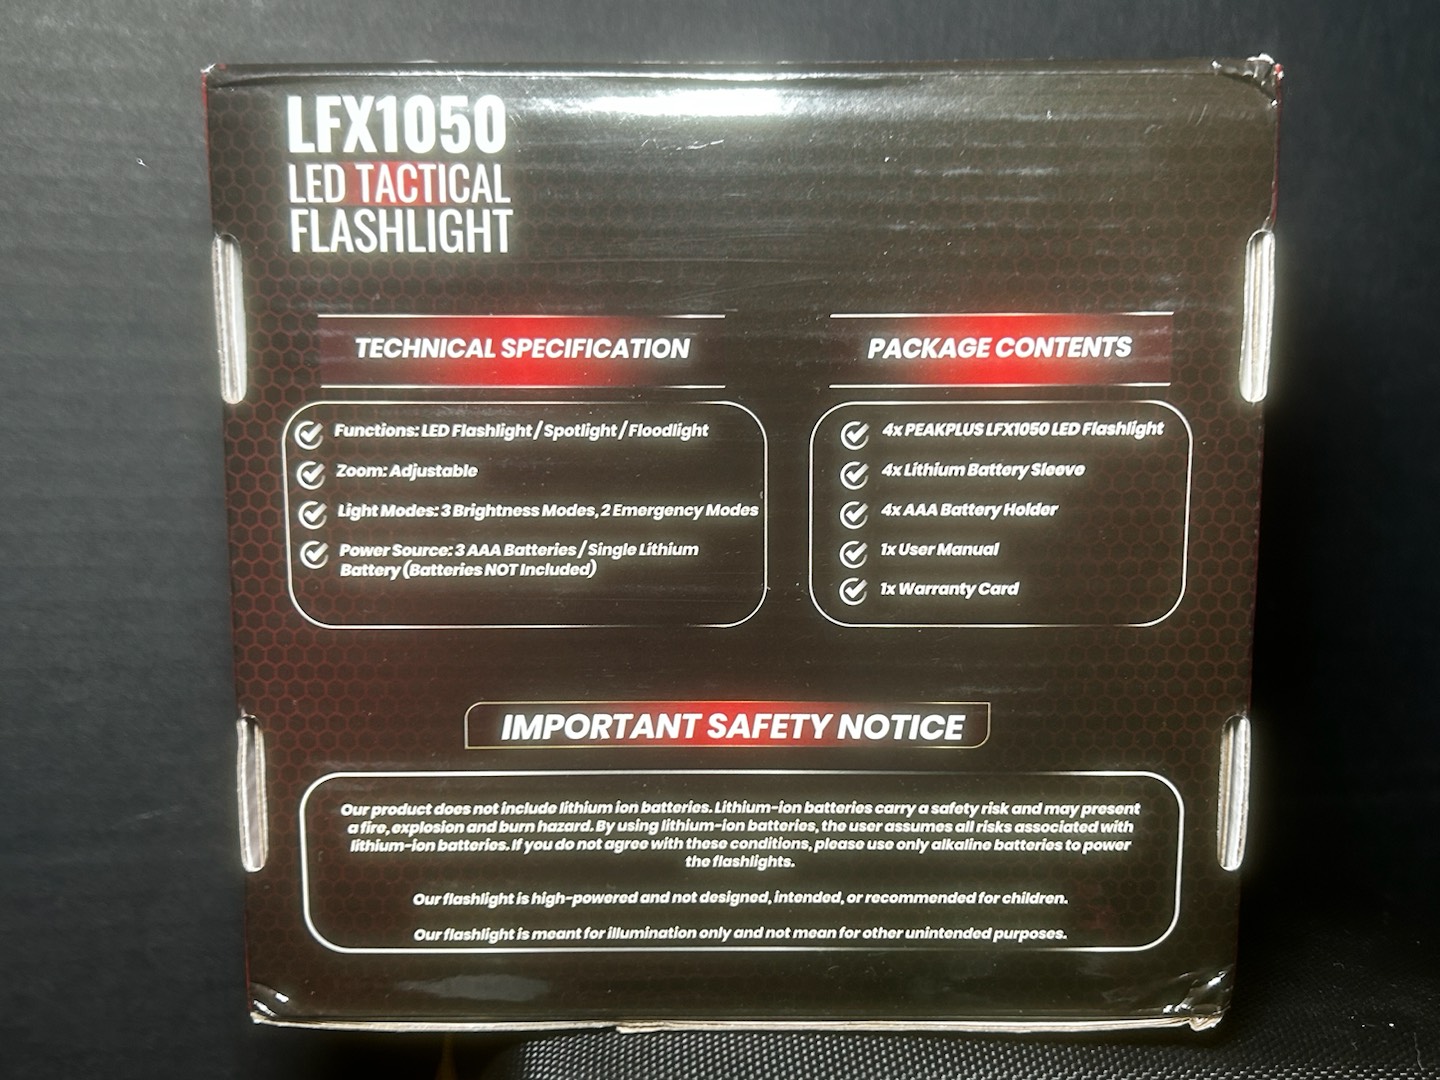 LFX1050
LED TACTICAL
FLASHLIGHT
TECHNICAL SPECIFICATION
Functions: LED Flashlight / Spotlight / Floodlight
Zoom: Adjustable
Light Modes: 3 Brightness Modes, 2 Emergency Modes
Power Source: 3 AAA Batteries / Single Lithium
Battery (Batteries NOT Included)
PACKAGE CONTENTS
4x PEAKPLUS LFX1050 LED Flashlight
4x Lithium Battery Sleeve
4x AAA Battery Holder
1x User Manual
1x Warranty Card
IMPORTANT SAFETY NOTICE
Our product does not include lithium ion batteries. Lithium-ion batteries carry a safety risk and may present
a fire, explosion and burn hazard. By using lithium-ion batteries, the user assumes all risks associated with
lithium-ion batteries. If you do not agree with these conditions, please use only alkaline batteries to power
the flashlights.
Our flashlight is high-powered and not designed, intended, or recommended for children.
Our flashlight is meant for illumination only and not mean for other unintended purposes.